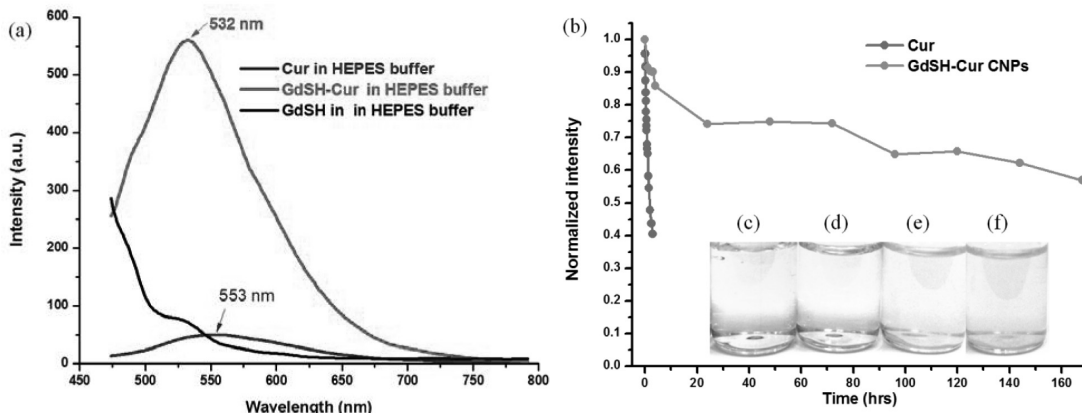 (a)
600
500
400
300
250
200
150
100
50
0
450
500
550
600
650
700
750
800
Intensity (a.u.)
Wavelength (nm)
532 nm
553 nm
Cur in HEPES buffer
GdSH-Cur in HEPES buffer
GdSH in in HEPES buffer
(b)
1.0
0.9
0.8
0.7
0.6
0.5
0.4
0.3
0.2
0.1
0.0
0
20
40
60
80
100
120
140
160
Normalized intensity
Time (hrs)
Cur
GdSH-Cur CNPs
(c)
(d)
(e)
(f)